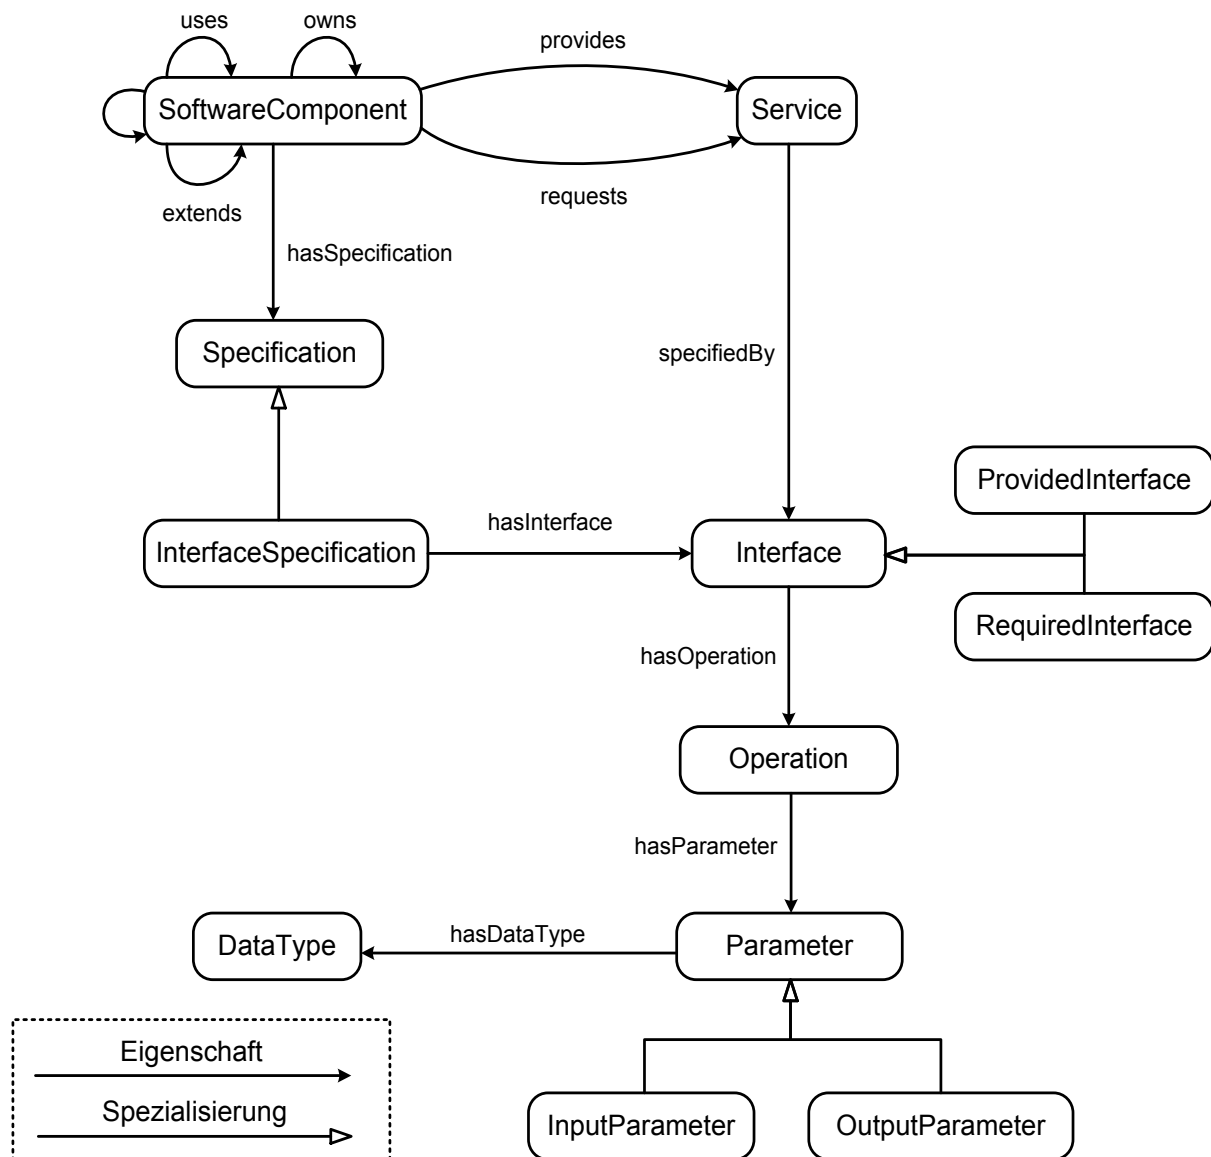 uses
owns
provides
SoftwareComponent
Service
extends
requests
hasSpecification
Specification
specifiedBy
ProvidedInterface
InterfaceSpecification
hasInterface
Interface
RequiredInterface
hasOperation
Operation
hasParameter
DataType
hasDataType
Parameter
Eigenschaft
Spezialisierung
InputParameter
OutputParameter